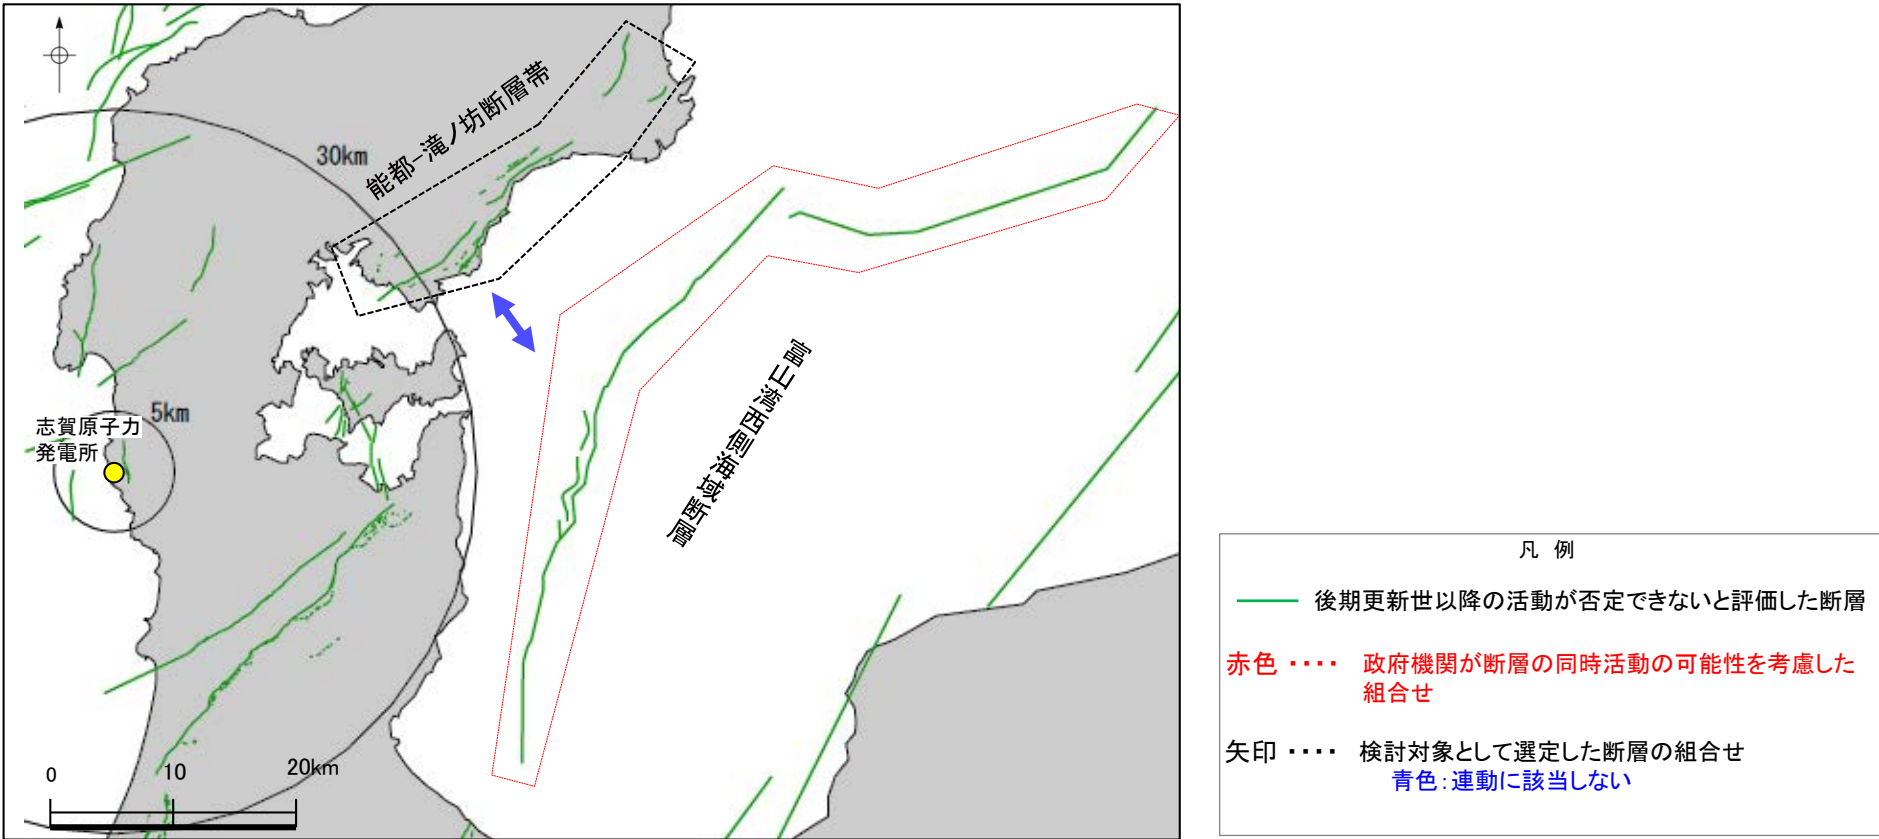 能都-滝ノ坊断層帯
30km
5km
志賀原子力
発電所
富山湾西側海域断層
0 10 20km
凡 例
後期更新世以降の活動が否定できないと評価した断層
赤色 ・・・・ 政府機関が断層の同時活動の可能性を考慮した
組合せ
矢印 ・・・・ 検討対象として選定した断層の組合せ
青色:連動に該当しない